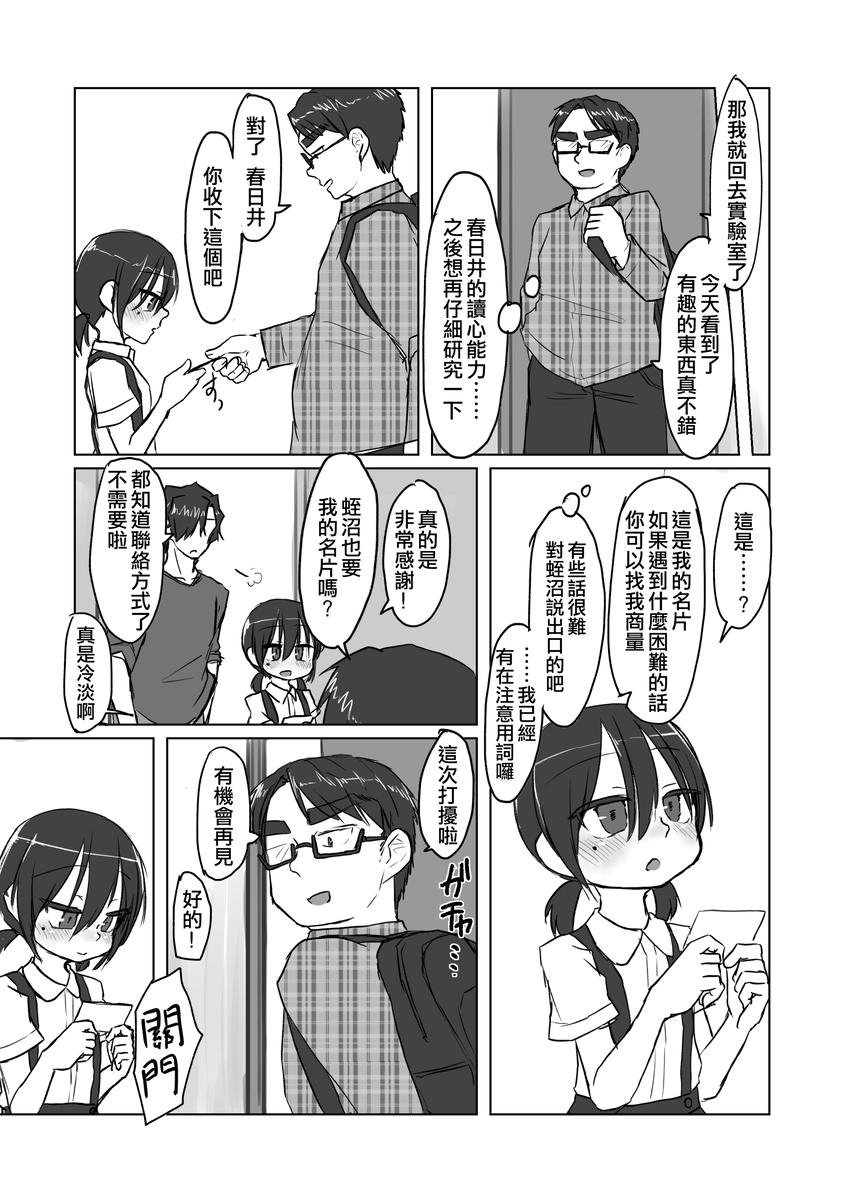 那我就回去實驗室了
今天看到了
有趣的東西真不錯
春日井的讀心能力……
之後想再仔細研究一下
對了 春日井
你收下這個吧
這是……?
這是我的名片
如果遇到什麼困難的話
你可以找我商量
有些話很難
對蛭沼說出口的吧
……我已經
有在注意用詞囉
真的是
非常感謝!
蛭沼也要
我的名片嗎?
都知道聯絡方式了
不需要啦
真是冷淡啊
這次打擾啦
ガチャ…
有機會再見
好的!
關門